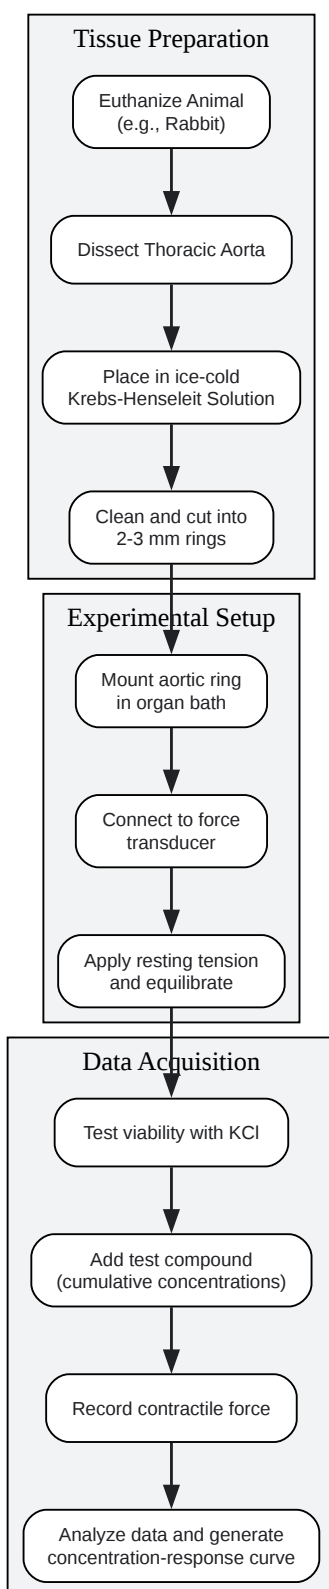 Tissue Preparation
Euthanize Animal
(e.g., Rabbit)
Dissect Thoracic Aorta
Place in ice-cold
Krebs-Henseleit Solution
Clean and cut into
2-3 mm rings
Experimental Setup
Mount aortic ring
in organ bath
Connect to force
transducer
Apply resting tension
and equilibrate
Data Acquisition
Test viability with KCl
Add test compound
(cumulative concentrations)
Record contractile force
Analyze data and generate
concentration-response curve